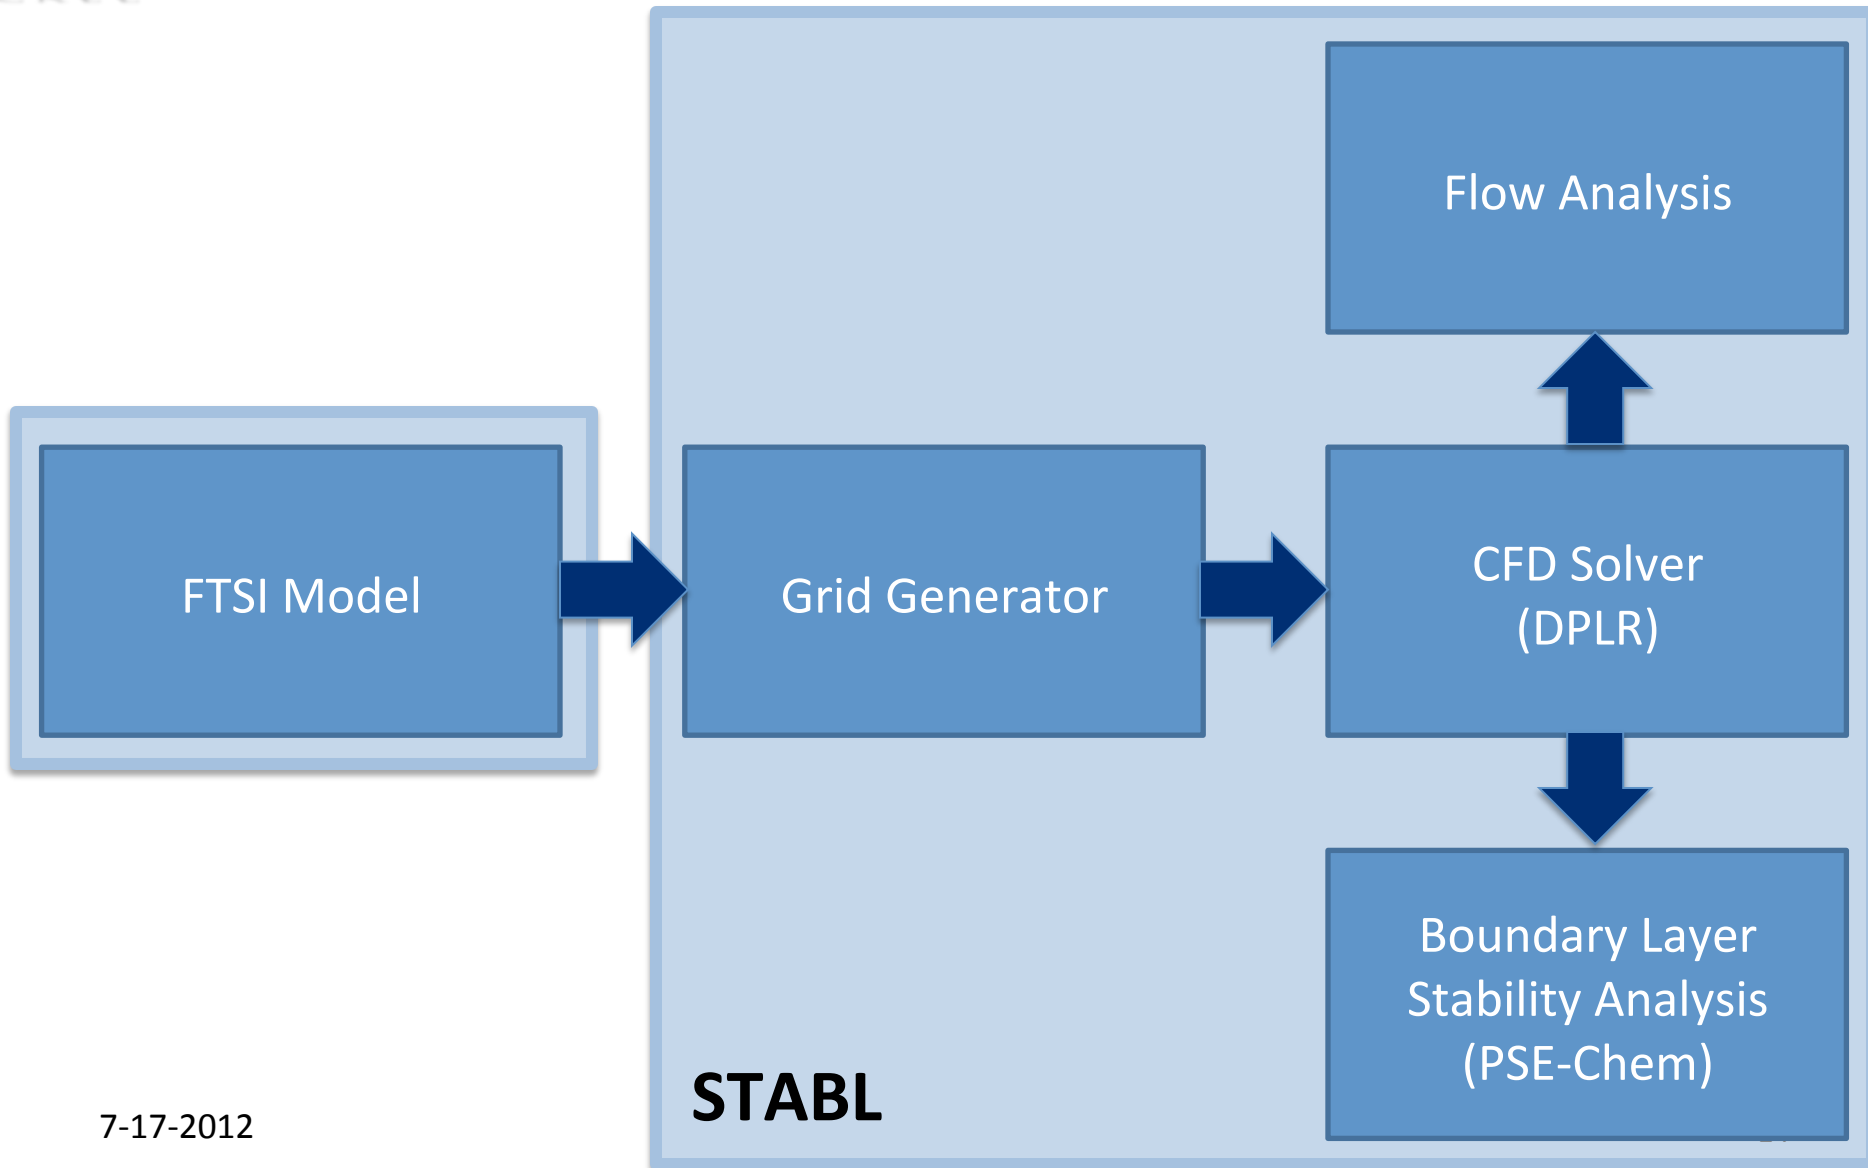 Flow Analysis
FTSI Model
Grid Generator
CFD Solver
(DPLR)
Boundary Layer
Stability Analysis
(PSE-Chem)
STABL
7-17-2012